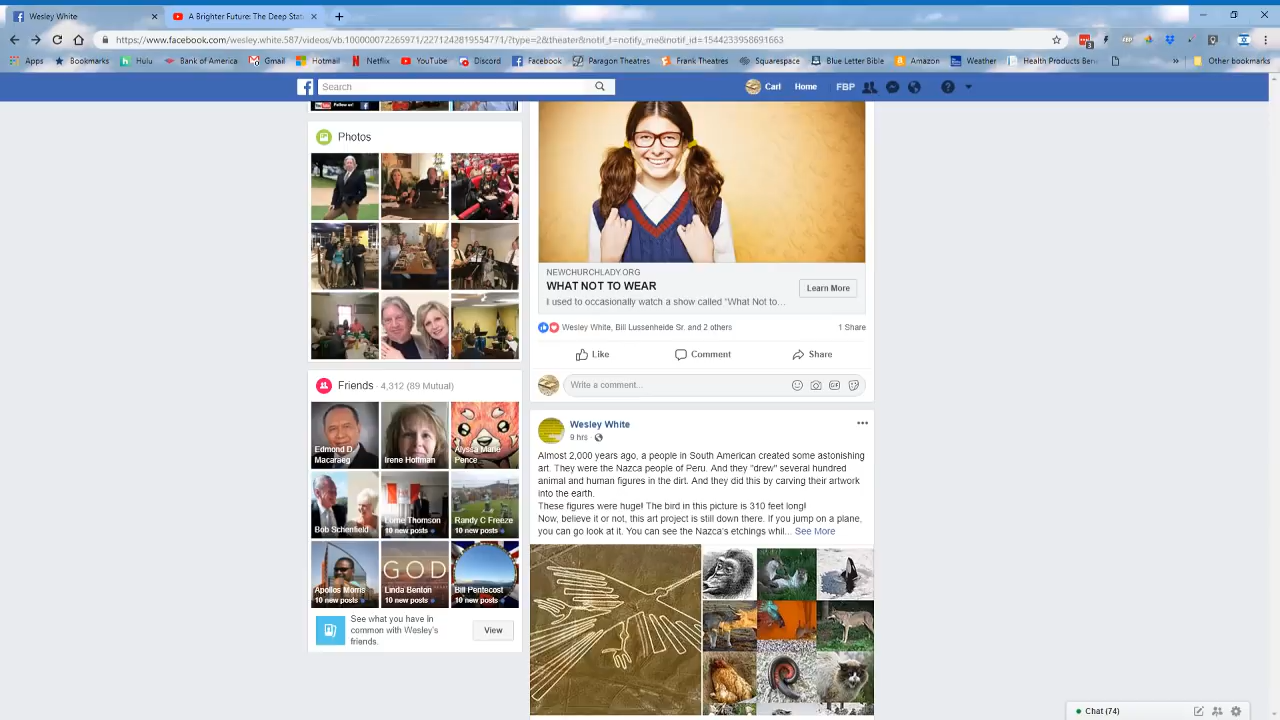 Wesley White
A Brighter Future: The Deep Stat
https://www.facebook.com/wesley.white.587/videos/vb.100000072265971/2271242819554771/?type=2&theater&notif_t=notify_me&notif_id=1544233958691663
3
Apps Bookmarks Hulu Bank of America Gmail Hotmail Netflix YouTube Discord Facebook Paragon Theatres Frank Theatres Squarespace Blue Letter Bible Amazon Weather Health Products Bene Other bookmarks
Search
Carl Home FBP
You Tube Follow us!
Photos
NEWCHURCHLADY.ORG
WHAT NOT TO WEAR
I used to occasionally watch a show called "What Not to...
Learn More
Wesley White, Bill Lussenheide Sr. and 2 others
1 Share
Like Comment Share
Write a comment...
GIF
Friends · 4,312 (89 Mutual)
Edmond D.
Macaraeg
Irene Hoffman
Alyssa Marie
Pence
Bob Schenfield
Lorne Thomson
10 new posts
Randy C Freeze
10 new posts
Apollos Morris
10 new posts
GOD
Linda Benton
10 new posts
Bill Pentecost
10 new posts
See what you have in
common with Wesley's
friends.
View
Wesley White
9 hrs ·
Almost 2,000 years ago, a people in South American created some astonishing
art. They were the Nazca people of Peru. And they "drew" several hundred
animal and human figures in the dirt. And they did this by carving their artwork
into the earth.
These figures were huge! The bird in this picture is 310 feet long!
Now, believe it or not, this art project is still down there. If you jump on a plane,
you can go look at it. You can see the Nazca's etchings whil... See More
Chat (74)